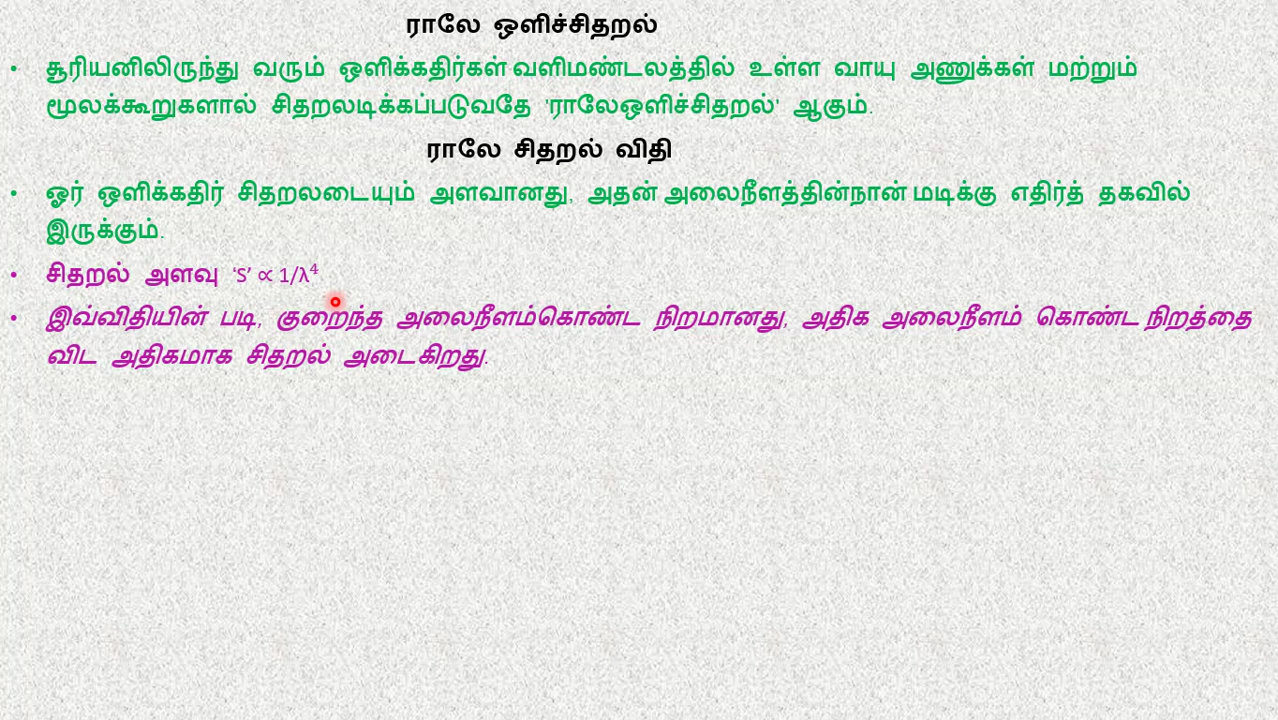 ராலே ஒளிச்சிதறல்
• சூரியனிலிருந்து வரும் ஒளிக்கதிர்கள் வளிமண்டலத்தில் உள்ள வாயு அணுக்கள் மற்றும்
மூலக்கூறுகளால் சிதறலடிக்கப்படுவதே 'ராலேஒளிச்சிதறல்' ஆகும்.
ராலே சிதறல் விதி
• ஓர் ஒளிக்கதிர் சிதறலடையும் அளவானது, அதன் அலைநீளத்தின்நான் மடிக்கு எதிர்த் தகவில்
இருக்கும்.
• சிதறல் அளவு ‘S’ ∝ 1/λ⁴
• இவ்விதியின் படி, குறைந்த அலைநீளம்கொண்ட நிறமானது, அதிக அலைநீளம் கொண்ட நிறத்தை
விட அதிகமாக சிதறல் அடைகிறது.